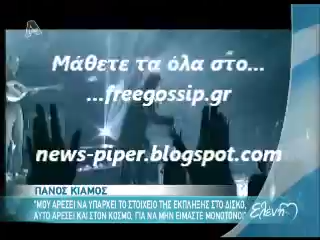 Μάθετε τα όλα στο...
...freegossip.gr
news-piper.blogspot.com
ΠΑΝΟΣ ΚΙΑΜΟΣ
"ΜΟΥ ΑΡΕΣΕΙ ΝΑ ΥΠΑΡΧΕΙ ΤΟ ΣΤΟΙΧΕΙΟ ΤΗΣ ΕΚΠΛΗΞΗΣ ΣΤΟ ΔΙΣΚΟ,
ΑΥΤΟ ΑΡΕΣΕΙ ΚΑΙ ΣΤΟΝ ΚΟΣΜΟ, ΓΙΑ ΝΑ ΜΗΝ ΕΙΜΑΣΤΕ ΜΟΝΟΤΟΝΟΙ"
Ελένη